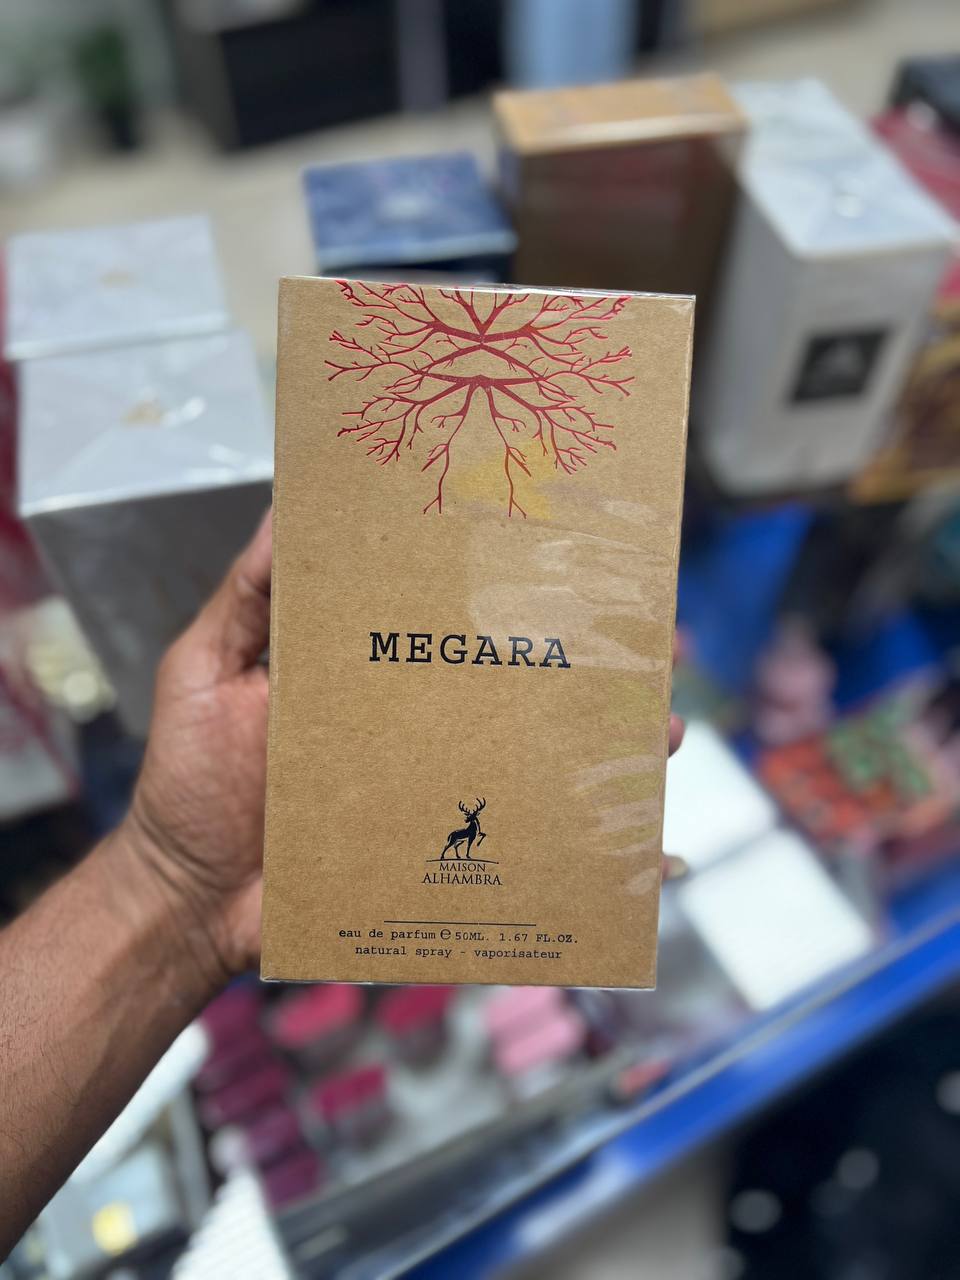 MEGARA
MAISON
ALHAMBRA
eau de parfum ℮ 50ML. 1.67 FL.OZ.
natural spray - vaporisateur